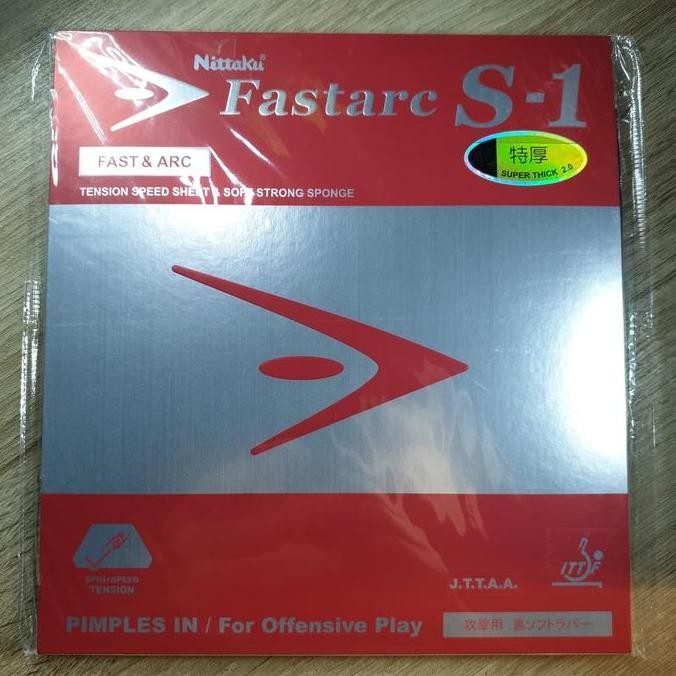 Nittaku®
Fastarc S-1
特厚
SUPER THICK 2.0
FAST & ARC
TENSION SPEED SHEET & SOFT STRONG SPONGE
SPIN+SPEED
TENSION
J.T.T.A.A.
ITTF
PIMPLES IN / For Offensive Play
攻撃用 裏ソフトラバー